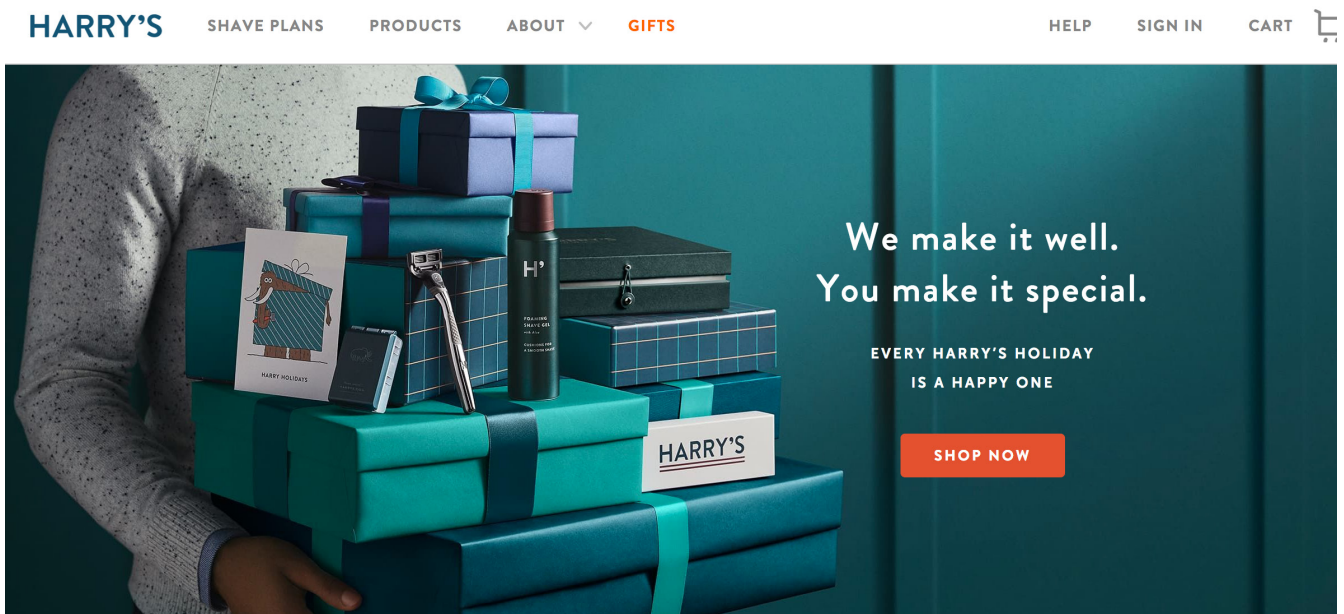 HARRY'S
SHAVE PLANS
PRODUCTS
ABOUT
GIFTS
HELP
SIGN IN
CART
We make it well.
You make it special.
EVERY HARRY'S HOLIDAY
IS A HAPPY ONE
SHOP NOW
HARRY'S
H'
FOAMING
SHAVE GEL
HARRY HOLIDAYS
HARRY'S